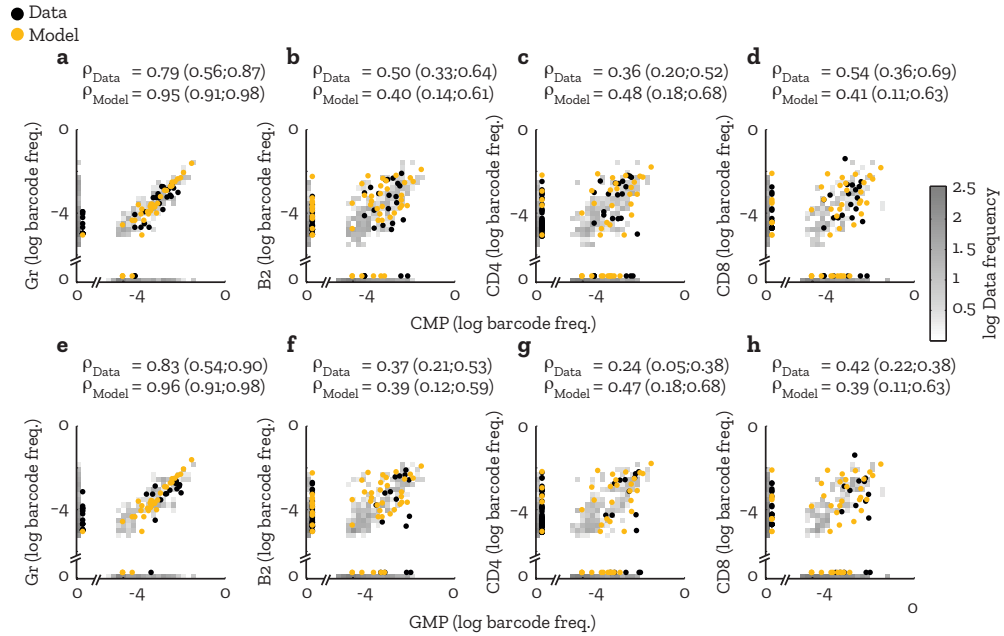 Data
Model
a b c d
ρData = 0.79 (0.56;0.87) ρData = 0.50 (0.33;0.64) ρData = 0.36 (0.20;0.52) ρData = 0.54 (0.36;0.69)
ρModel = 0.95 (0.91;0.98) ρModel = 0.40 (0.14;0.61) ρModel = 0.48 (0.18;0.68) ρModel = 0.41 (0.11;0.63)
Gr (log barcode freq.) B2 (log barcode freq.) CD4 (log barcode freq.) CD8 (log barcode freq.)
0 0 0 0
-4 -4 -4 -4
0 0 0 0
0 -4 0 0 -4 0 0 -4 0 0 -4 0
CMP (log barcode freq.)
2.5
2
1.5
1
0.5
log Data frequency
e f g h
ρData = 0.83 (0.54;0.90) ρData = 0.37 (0.21;0.53) ρData = 0.24 (0.05;0.38) ρData = 0.42 (0.22;0.38)
ρModel = 0.96 (0.91;0.98) ρModel = 0.39 (0.12;0.59) ρModel = 0.47 (0.18;0.68) ρModel = 0.39 (0.11;0.63)
Gr (log barcode freq.) B2 (log barcode freq.) CD4 (log barcode freq.) CD8 (log barcode freq.)
0 0 0 0
-4 -4 -4 -4
0 0 0 0
0 -4 0 0 -4 0 0 -4 0 0 -4 0
GMP (log barcode freq.)